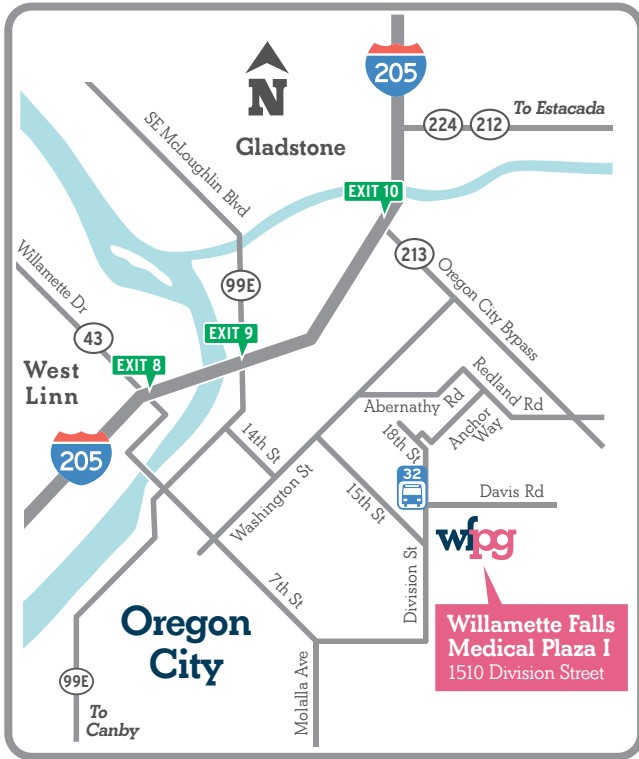 205
N
Gladstone
224
212
To Estacada
SE McLoughlin Blvd
EXIT 10
213
Oregon City Bypass
99E
Willamette Dr
43
EXIT 9
EXIT 8
West
Linn
205
Redland Rd
Abernathy Rd
Anchor
Way
18th St
14th St
Washington St
15th St
32
Davis Rd
wfpg
Division St
7th St
Oregon
City
Willamette Falls
Medical Plaza I
1510 Division Street
Molalla Ave
99E
To
Canby